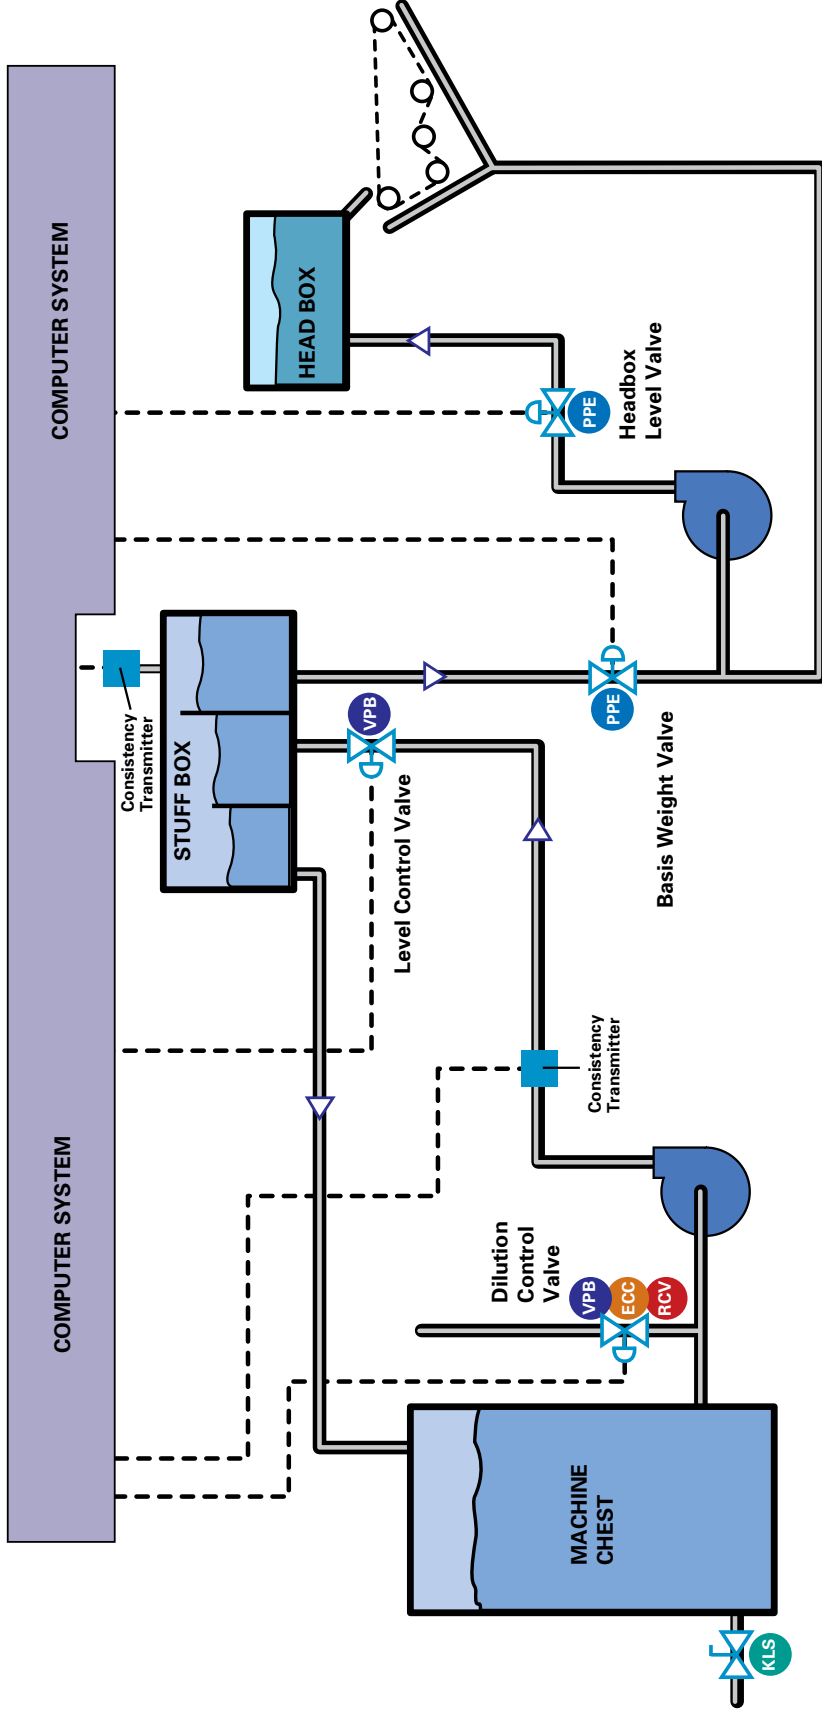 COMPUTER SYSTEM
COMPUTER SYSTEM
Consistency
Transmitter
STUFF BOX
HEAD BOX
VPB
Level Control Valve
PPE
Headbox
Level Valve
PPE
Basis Weight Valve
Consistency
Transmitter
Dilution
Control
Valve
VPB
ECC
RCV
MACHINE
CHEST
KLS